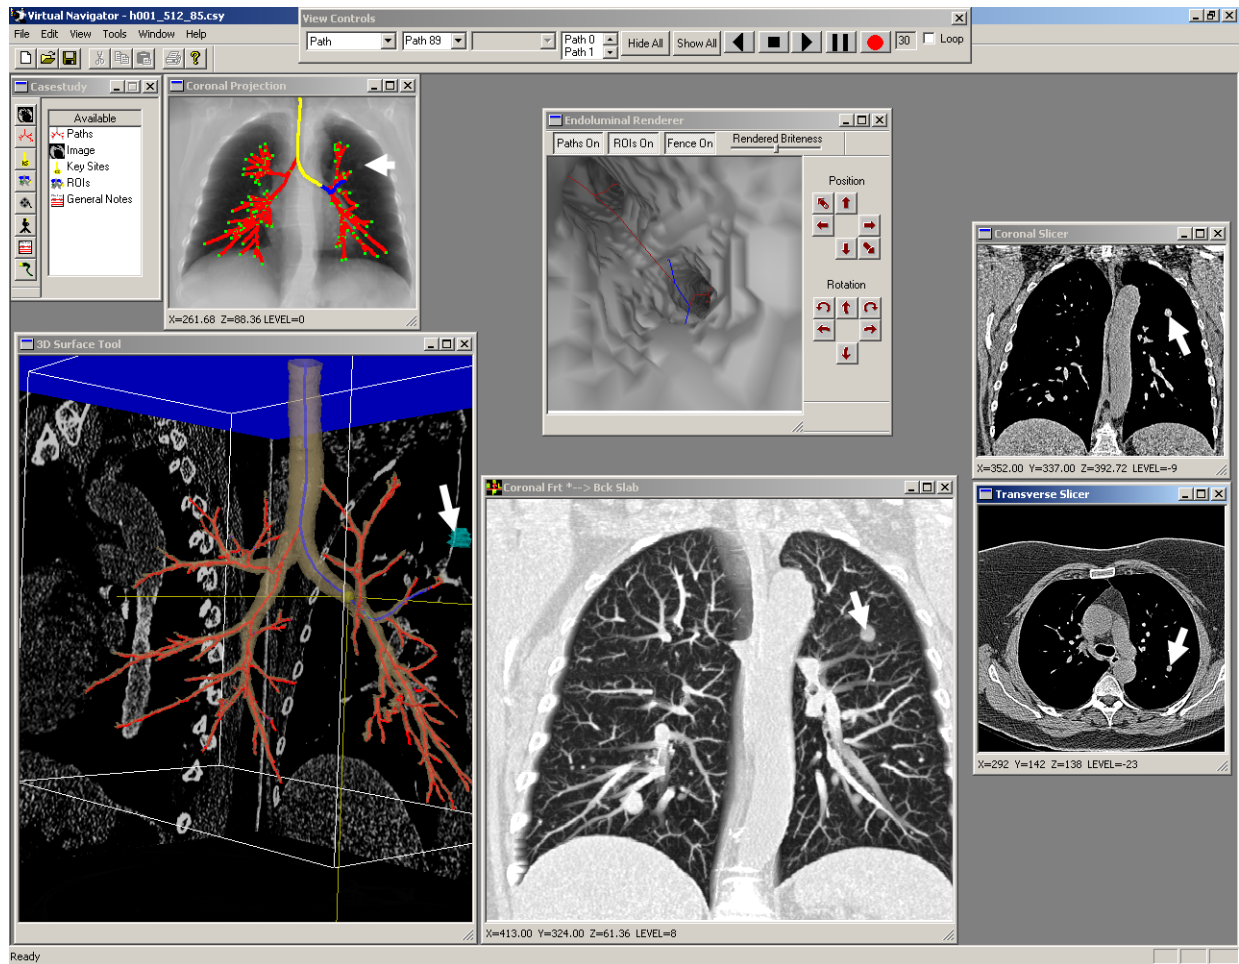 Virtual Navigator - h001_512_85.csy
File Edit View Tools Window Help
View Controls
Path Path 89 Path 0 Path 1 Hide All Show All 30 Loop
Casestudy
Available
Paths
Image
Key Sites
ROIs
General Notes
Coronal Projection
X=261.68 Z=88.36 LEVEL=0
Endoluminal Renderer
Paths On ROIs On Fence On Rendered Briteness
Position
Rotation
Coronal Slicer
X=352.00 Y=337.00 Z=392.72 LEVEL=-9
3D Surface Tool
Coronal Frt *--> Bck Slab
X=413.00 Y=324.00 Z=61.36 LEVEL=8
Transverse Slicer
X=292 Y=142 Z=138 LEVEL=-23
Ready